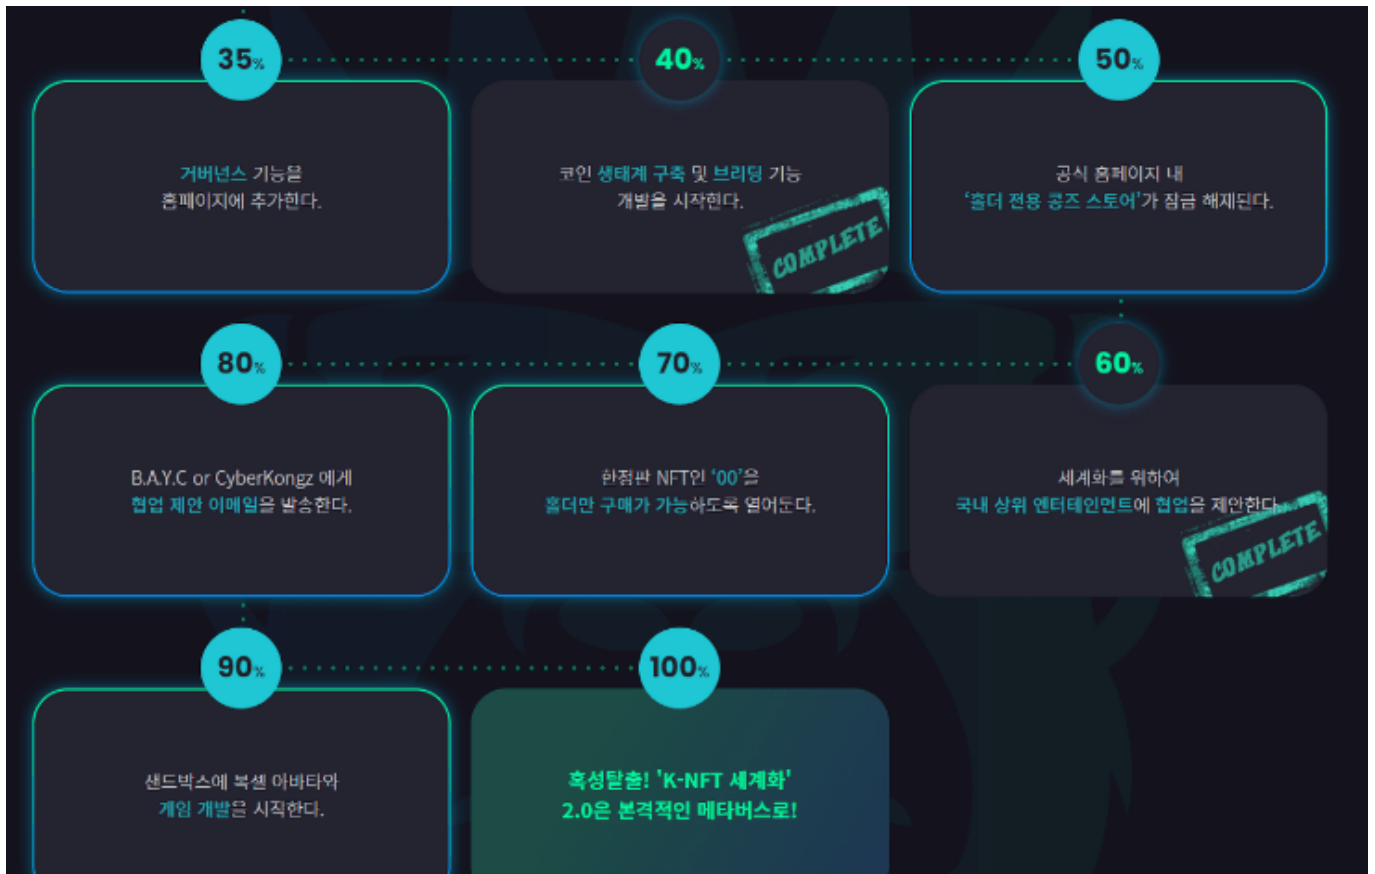 35%
거버넌스 기능을
홈페이지에 추가한다.
40%
코인 생태계 구축 및 브리딩 기능
개발을 시작한다.
COMPLETE
50%
공식 홈페이지 내
'홀더 전용 콩즈 스토어'가 잠금 해제된다.
60%
세계화를 위하여
국내 상위 엔터테인먼트에 협업을 제안한다.
COMPLETE
70%
한정판 NFT인 '00'을
홀더만 구매가 가능하도록 열어둔다.
80%
B.A.Y.C or CyberKongz 에게
협업 제안 이메일을 발송한다.
90%
샌드박스에 복셀 아바타와
게임 개발을 시작한다.
100%
혹성탈출! 'K-NFT 세계화'
2.0은 본격적인 메타버스로!